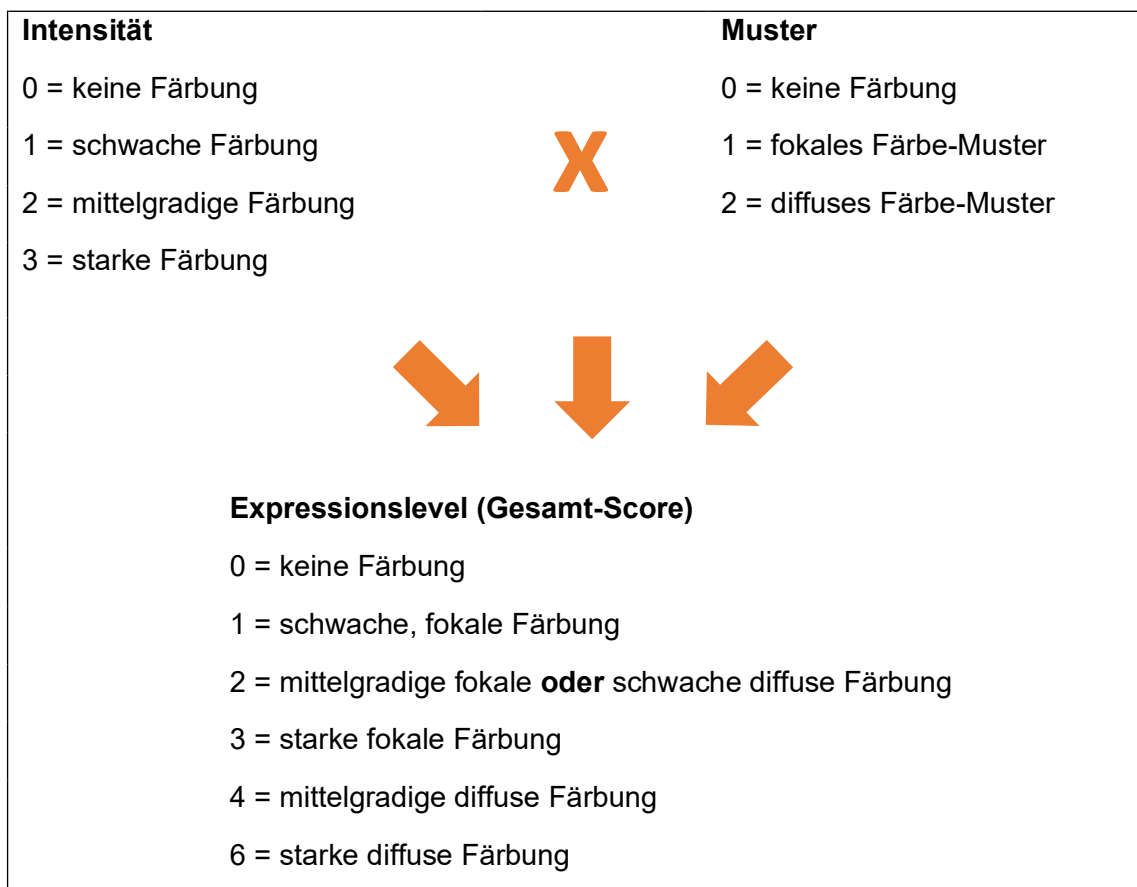 Intensität
0 = keine Färbung
1 = schwache Färbung
2 = mittelgradige Färbung
3 = starke Färbung
X
Muster
0 = keine Färbung
1 = fokales Färbe-Muster
2 = diffuses Färbe-Muster
Expressionslevel (Gesamt-Score)
0 = keine Färbung
1 = schwache, fokale Färbung
2 = mittelgradige fokale oder schwache diffuse Färbung
3 = starke fokale Färbung
4 = mittelgradige diffuse Färbung
6 = starke diffuse Färbung